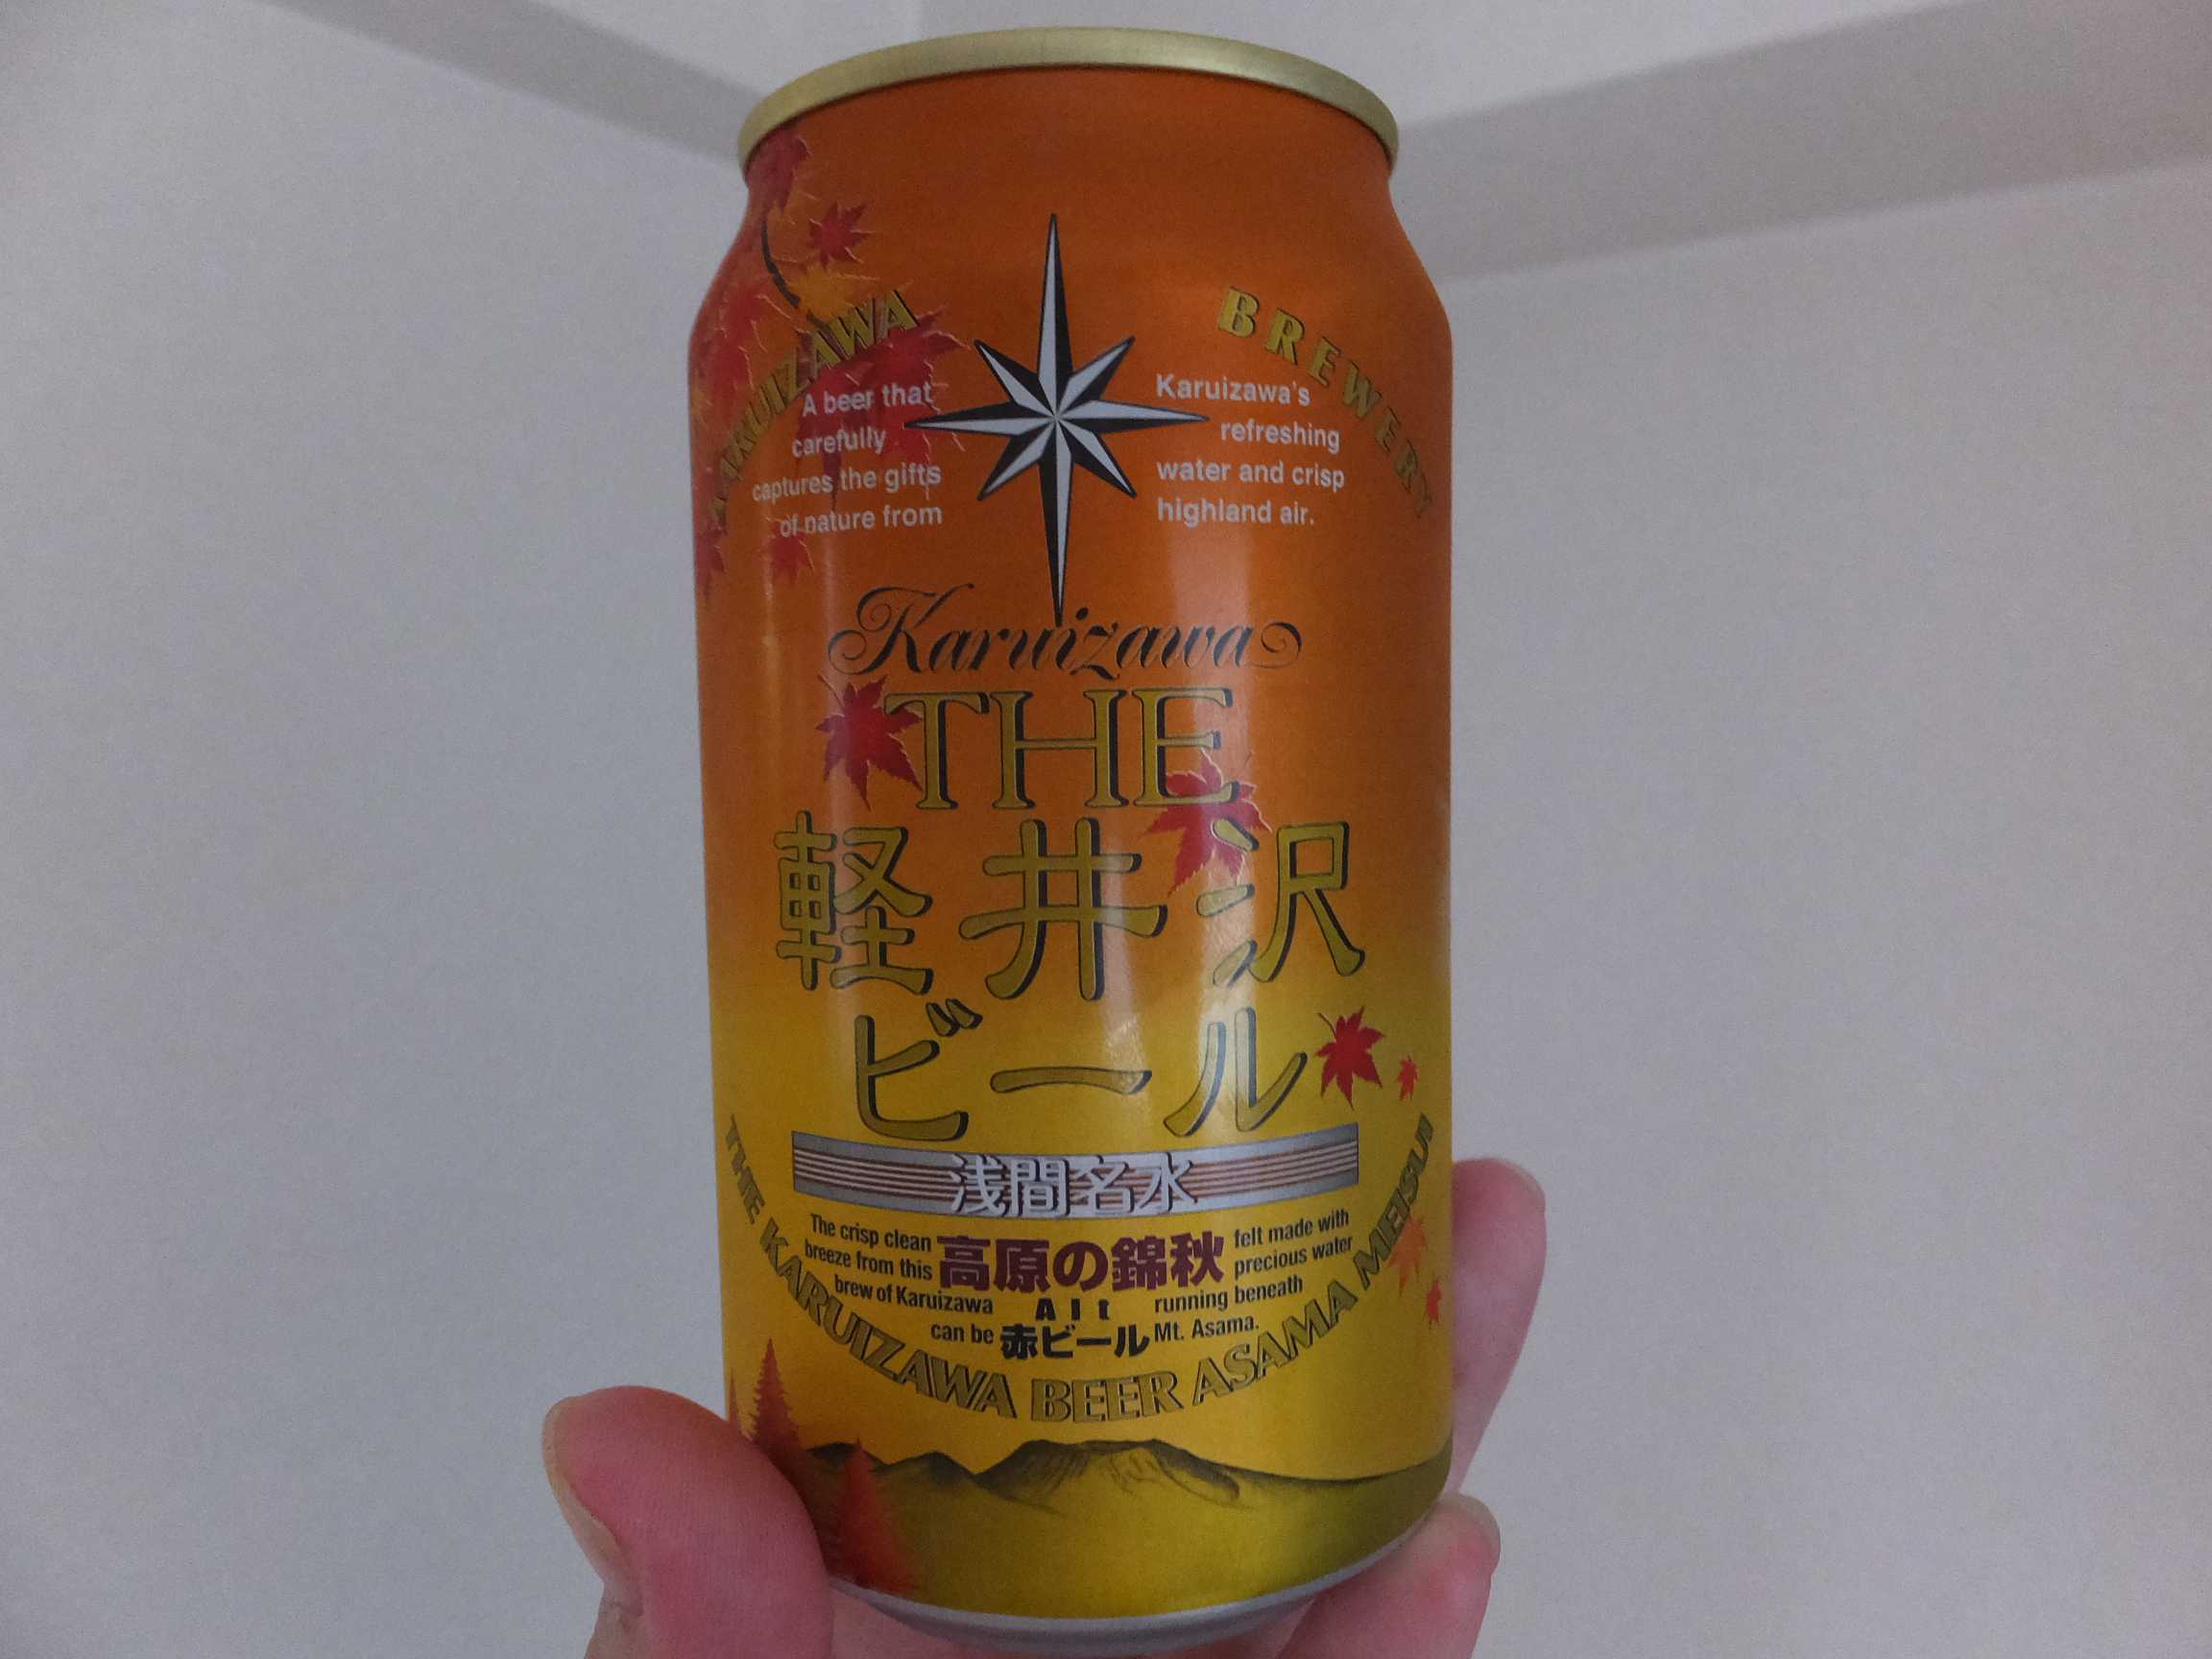 KARUIZAWA BREWERY
A beer that
carefully
captures the gifts
of nature from
Karuizawa's
refreshing
water and crisp
highland air.
Karuizawa
THE
軽井沢
ビール
浅間名水
The crisp clean
breeze from this
brew of Karuizawa
can be
高原の錦秋
Alt
赤ビール
felt made with
precious water
running beneath
Mt. Asama.
THE KARUIZAWA BEER ASAMA MEISUI